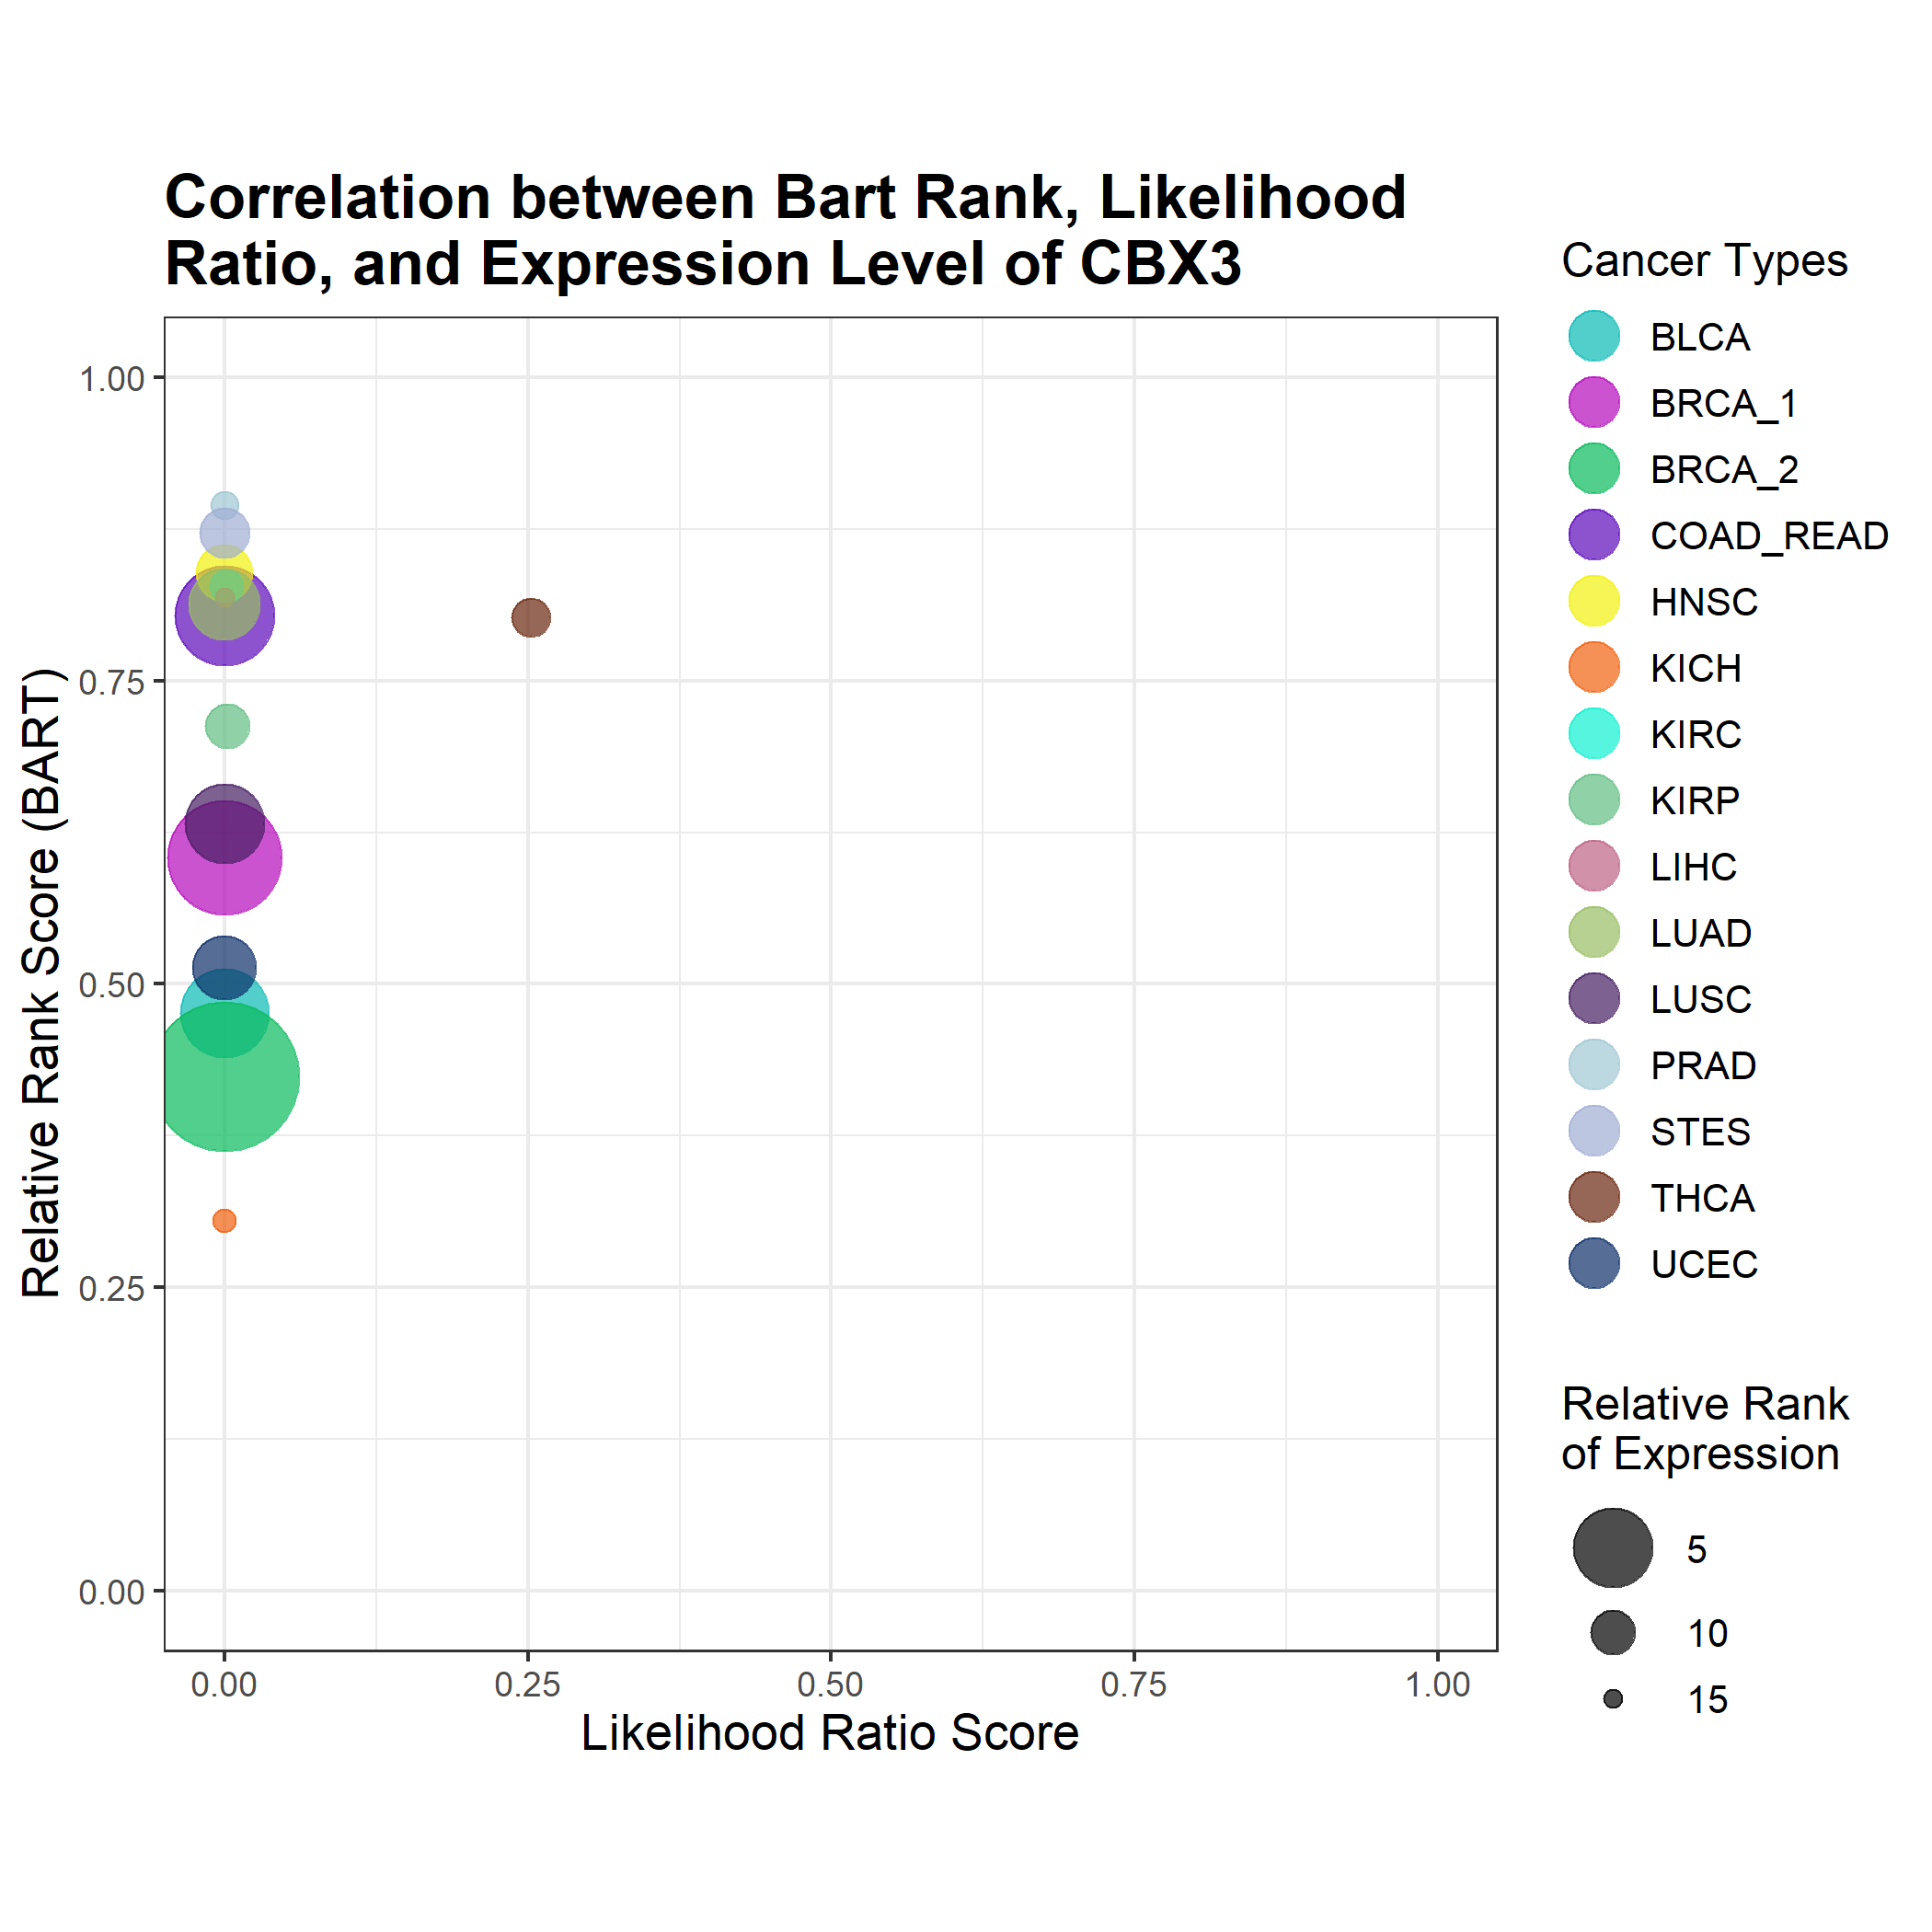 Correlation between Bart Rank, Likelihood
Ratio, and Expression Level of CBX3
Relative Rank Score (BART)
1.00
0.75
0.50
0.25
0.00
0.00
0.25
0.50
0.75
1.00
Likelihood Ratio Score
Cancer Types
BLCA
BRCA_1
BRCA_2
COAD_READ
HNSC
KICH
KIRC
KIRP
LIHC
LUAD
LUSC
PRAD
STES
THCA
UCEC
Relative Rank
of Expression
5
10
15